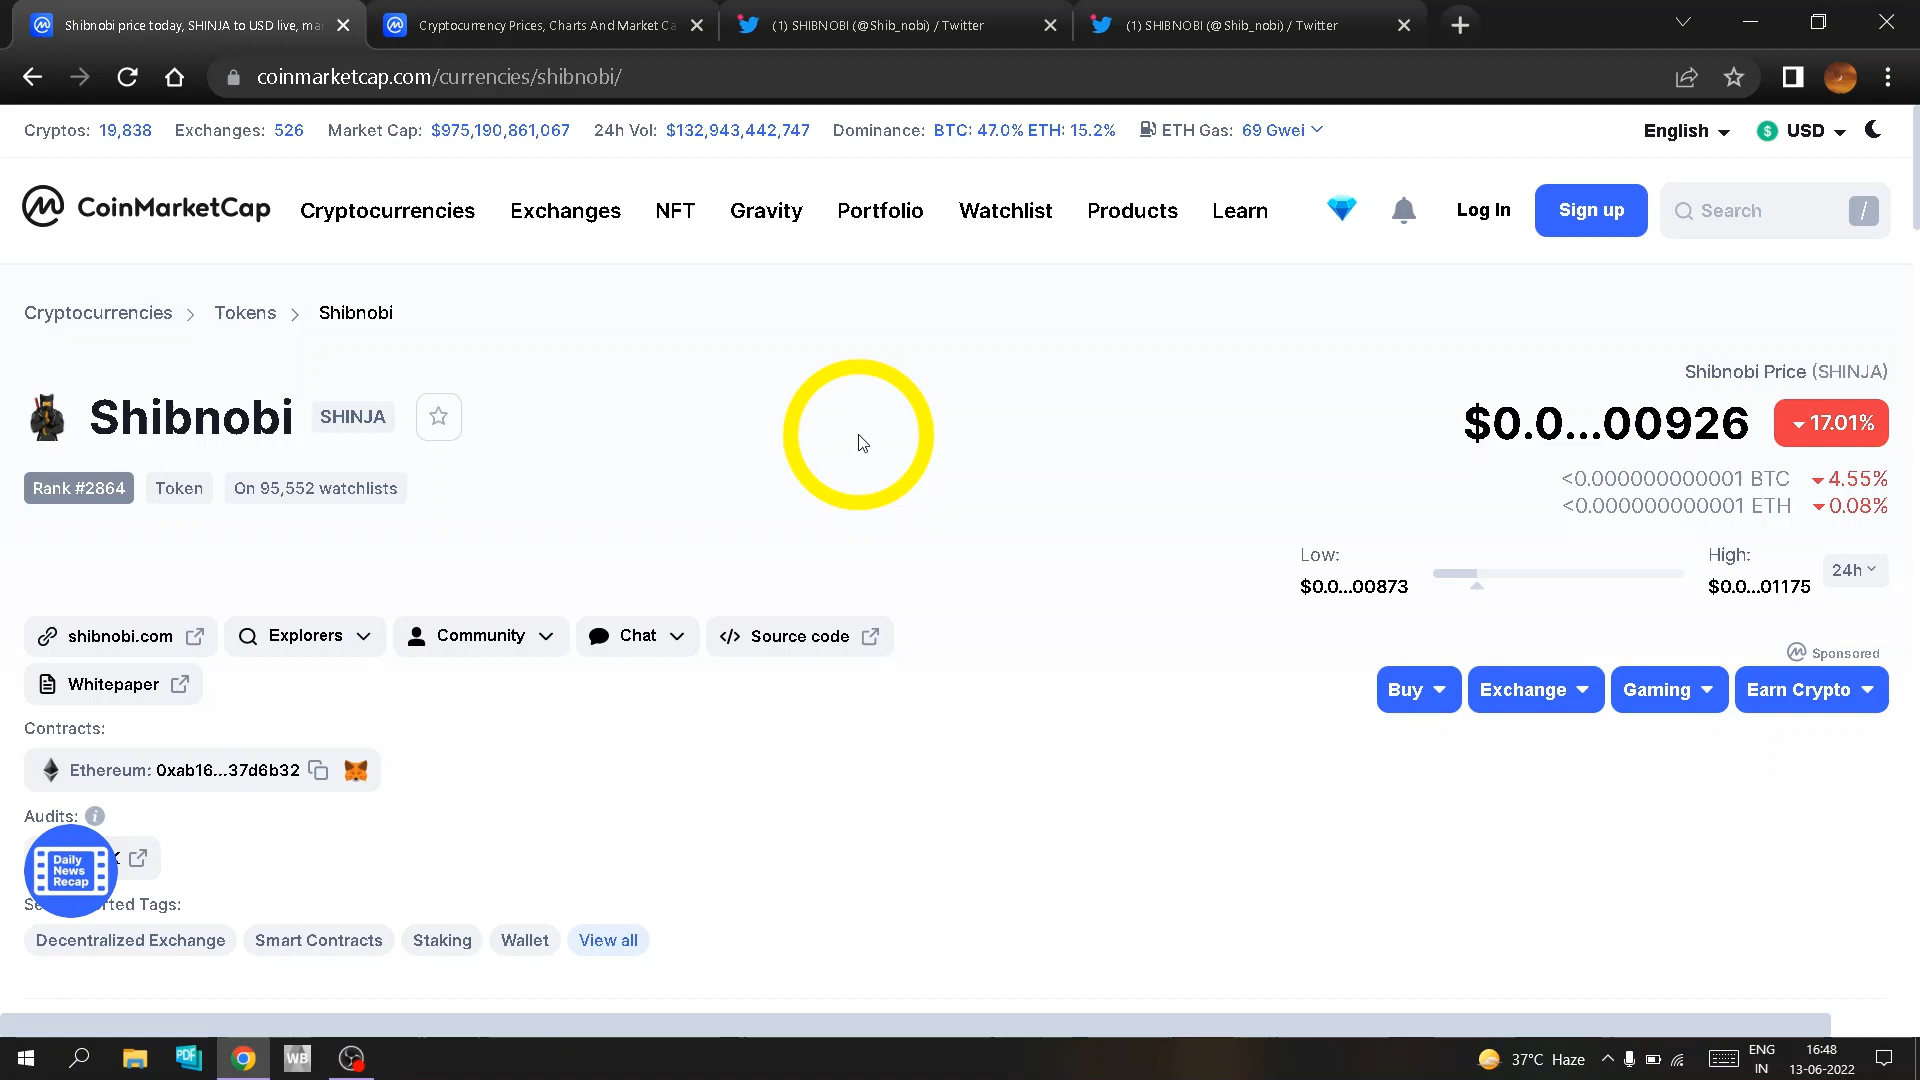 Shibnobi price today, SHINJA to USD live, ma
Cryptocurrency Prices, Charts And Market Ca
(1) SHIBNOBI (@Shib_nobi) / Twitter
(1) SHIBNOBI (@Shib_nobi) / Twitter
coinmarketcap.com/currencies/shibnobi/
Cryptos: 19,838 Exchanges: 526 Market Cap: $975,190,861,067 24h Vol: $132,943,442,747 Dominance: BTC: 47.0% ETH: 15.2% ETH Gas: 69 Gwei
English $ USD
CoinMarketCap Cryptocurrencies Exchanges NFT Gravity Portfolio Watchlist Products Learn Log In Sign up Search /
Cryptocurrencies Tokens Shibnobi
Shibnobi SHINJA
Rank #2864 Token On 95,552 watchlists
Shibnobi Price (SHINJA)
$0.0...00926 17.01%
<0.000000000001 BTC 4.55%
<0.000000000001 ETH 0.08%
Low: High:
$0.0...00873 $0.0...01175 24h
shibnobi.com Explorers Community Chat Source code
Whitepaper
Sponsored
Buy Exchange Gaming Earn Crypto
Contracts:
Ethereum: 0xab16...37d6b32
Audits: i
Daily
News
Recap
Tags:
Decentralized Exchange Smart Contracts Staking Wallet View all
PDF WB
37°C Haze
ENG
IN
16:48
13-06-2022